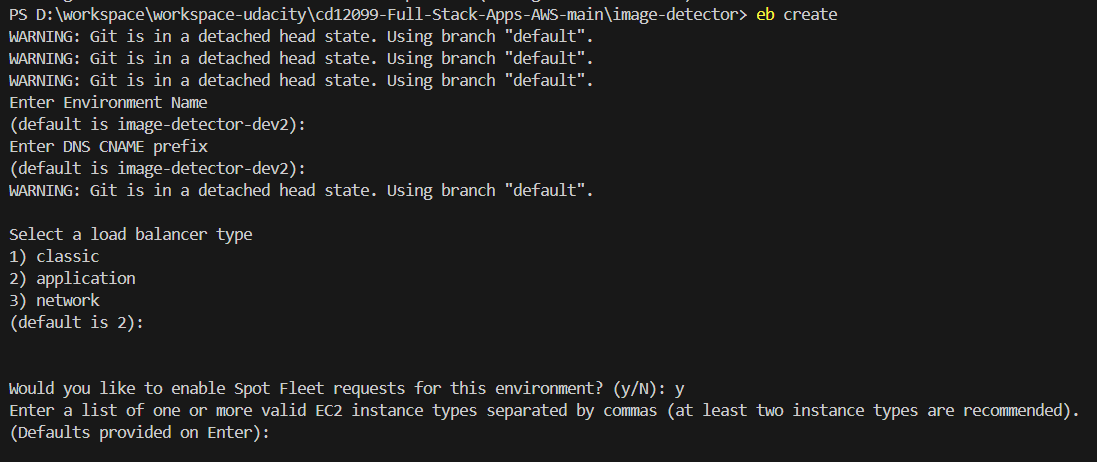 PS D:\workspace\workspace-udacity\cd12099-Full-Stack-Apps-AWS-main\image-detector> eb create
WARNING: Git is in a detached head state. Using branch "default".
WARNING: Git is in a detached head state. Using branch "default".
WARNING: Git is in a detached head state. Using branch "default".
Enter Environment Name
(default is image-detector-dev2):
Enter DNS CNAME prefix
(default is image-detector-dev2):
WARNING: Git is in a detached head state. Using branch "default".
Select a load balancer type
1) classic
2) application
3) network
(default is 2):
Would you like to enable Spot Fleet requests for this environment? (y/N): y
Enter a list of one or more valid EC2 instance types separated by commas (at least two instance types are recommended).
(Defaults provided on Enter):